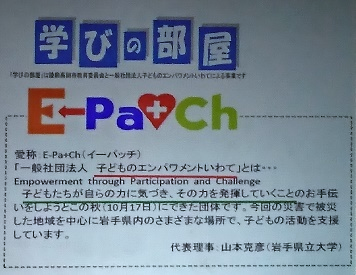 学びの部屋
「学びの部屋」は陸前高田市教育委員会と一般社団法人子どものエンパワメントいわてによる事業です
E←Pa+Ch
愛称：E-Pa+Ch（イーパッチ）
「一般社団法人　子どものエンパワメントいわて」とは・・・
Empowerment through Participation and Challenge
子どもたちが自らの力に気づき、その力を発揮していくことのお手伝
いをしようとこの秋（10月17日）にできた団体です。今回の災害で被災
した地域を中心に岩手県内のさまざまな場所で、子どもの活動を支援
しています。
代表理事：山本克彦（岩手県立大学）